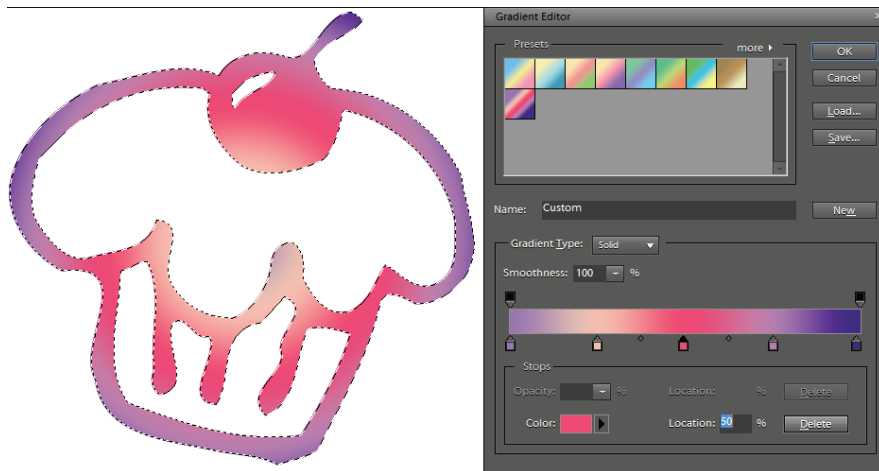 Gradient Editor
Presets
more
OK
Cancel
Load...
Save...
Name: Custom
New
Gradient Type: Solid
Smoothness: 100 %
Stops
Opacity: % Location: % Delete
Color: Location: 50 % Delete